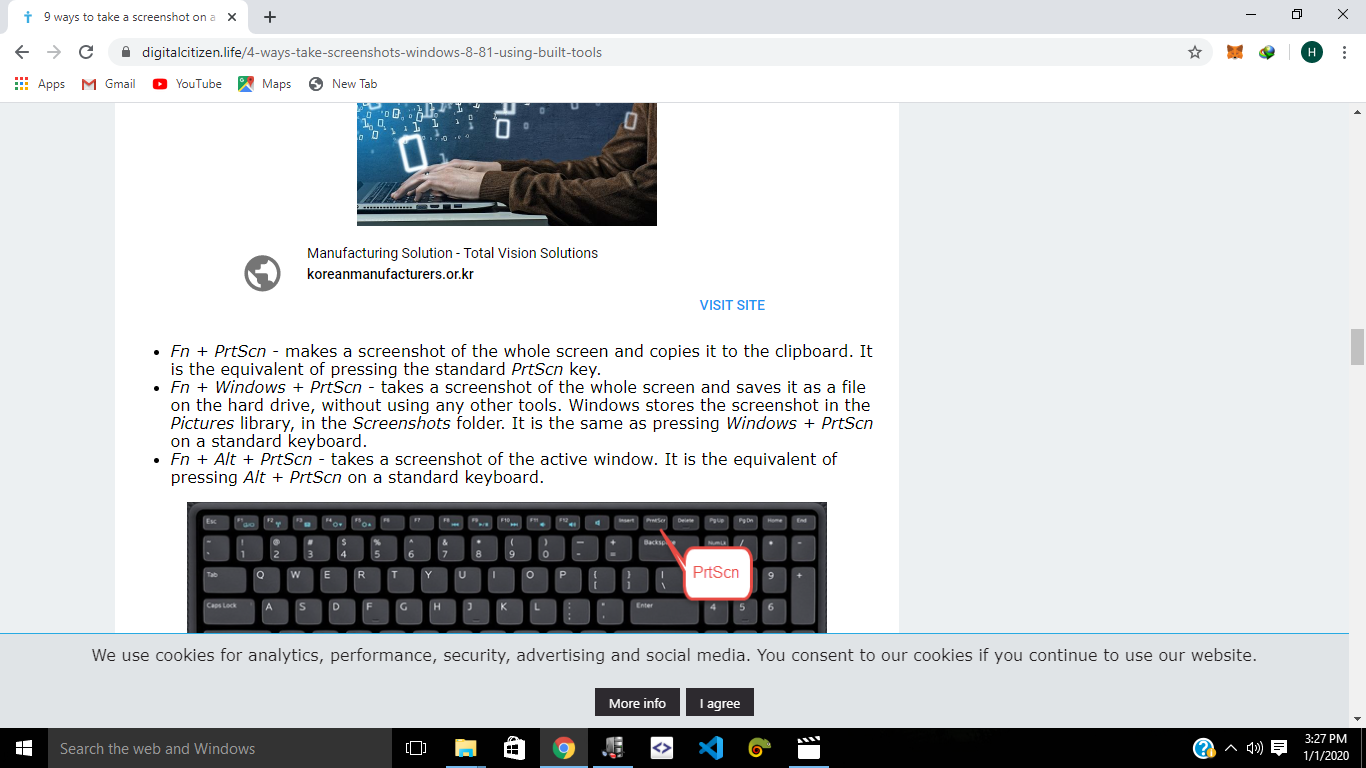 9 ways to take a screenshot on a
digitalcitizen.life/4-ways-take-screenshots-windows-8-81-using-built-tools
H
Apps Gmail YouTube Maps New Tab
Manufacturing Solution - Total Vision Solutions
koreanmanufacturers.or.kr
VISIT SITE
• Fn + PrtScn - makes a screenshot of the whole screen and copies it to the clipboard. It
is the equivalent of pressing the standard PrtScn key.
• Fn + Windows + PrtScn - takes a screenshot of the whole screen and saves it as a file
on the hard drive, without using any other tools. Windows stores the screenshot in the
Pictures library, in the Screenshots folder. It is the same as pressing Windows + PrtScn
on a standard keyboard.
• Fn + Alt + PrtScn - takes a screenshot of the active window. It is the equivalent of
pressing Alt + PrtScn on a standard keyboard.
Esc F1 F2 F3 F4 F5 F6 F7 F8 F9 F10 F11 F12 Insert PrntScr Delete PgUp PgDn Home End
~ ! @ # $ % ^ & * ( ) — + Backspace NumLk / * -
` 1 2 3 4 5 6 7 8 9 0 - =
PrtScn
Tab Q W E R T Y U I O P { } | 9 +
[ ] \
Caps Lock A S D F G H J K L : " Enter 4 5 6
; '
We use cookies for analytics, performance, security, advertising and social media. You consent to our cookies if you continue to use our website.
More info I agree
Search the web and Windows
3:27 PM
1/1/2020